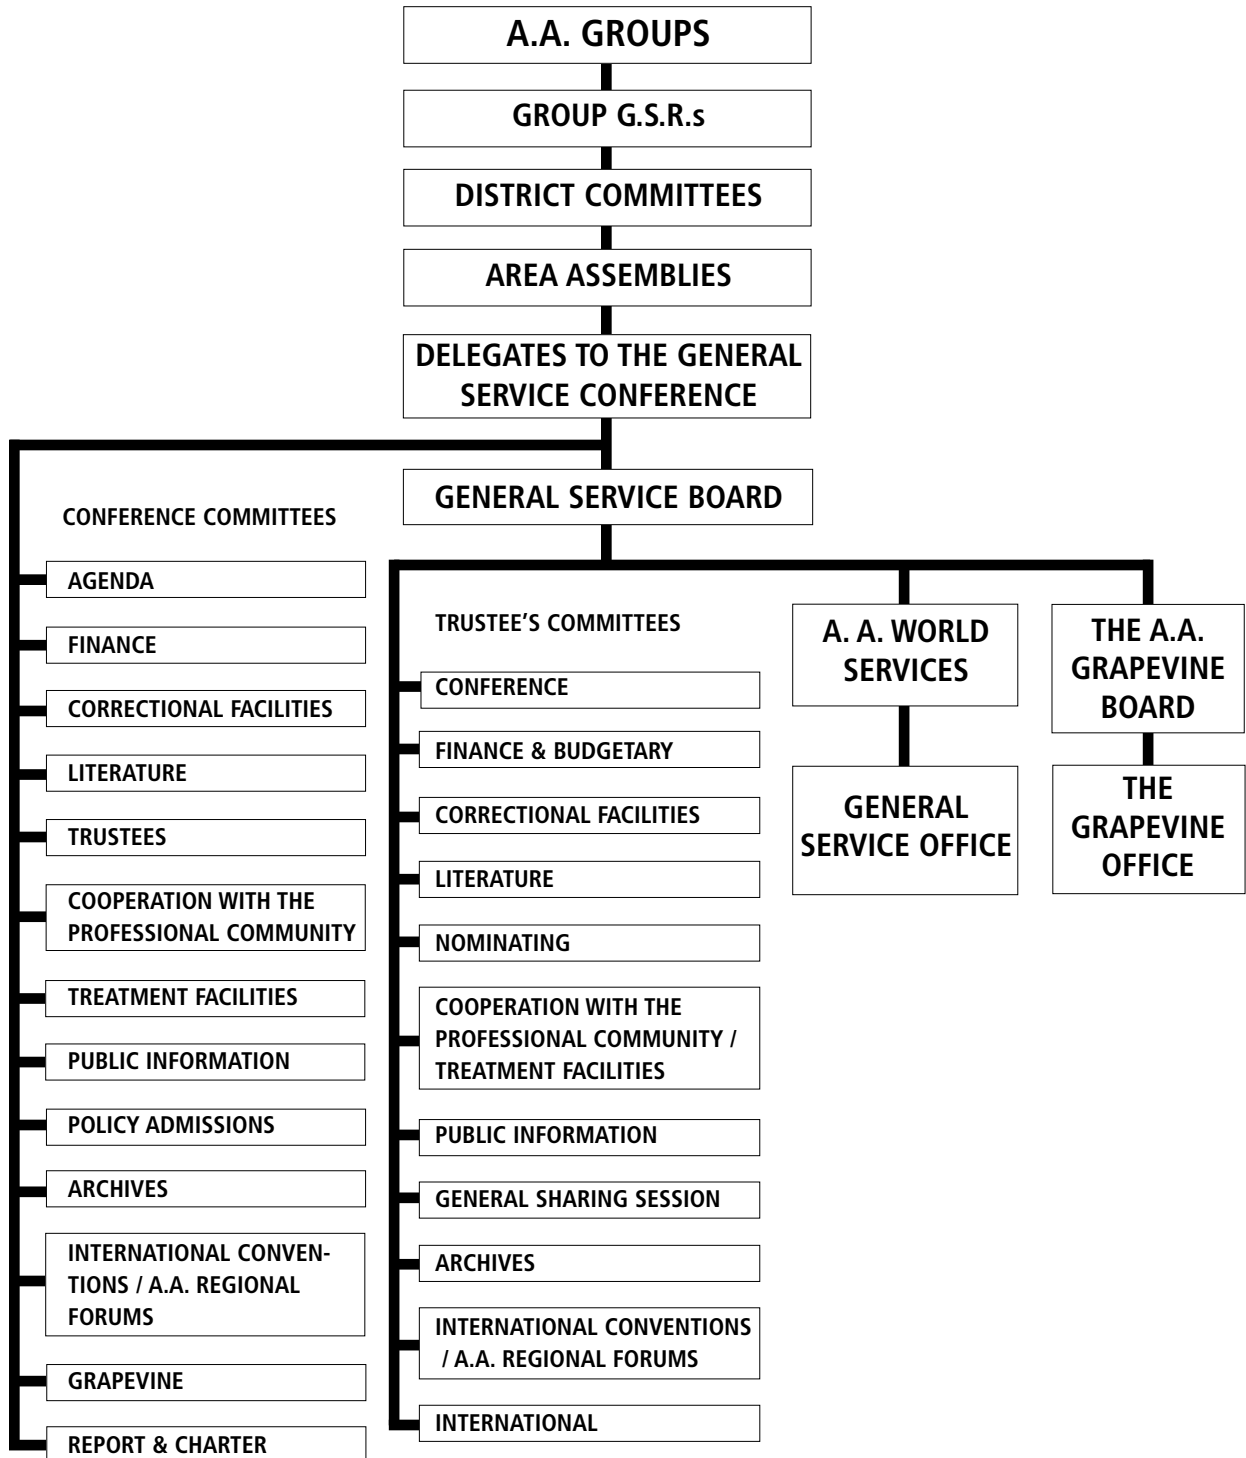 A.A. GROUPS
GROUP G.S.R.s
DISTRICT COMMITTEES
AREA ASSEMBLIES
DELEGATES TO THE GENERAL
SERVICE CONFERENCE
GENERAL SERVICE BOARD
CONFERENCE COMMITTEES
AGENDA
FINANCE
CORRECTIONAL FACILITIES
LITERATURE
TRUSTEES
COOPERATION WITH THE
PROFESSIONAL COMMUNITY
TREATMENT FACILITIES
PUBLIC INFORMATION
POLICY ADMISSIONS
ARCHIVES
INTERNATIONAL CONVEN-
TIONS / A.A. REGIONAL
FORUMS
GRAPEVINE
REPORT & CHARTER
TRUSTEE’S COMMITTEES
CONFERENCE
FINANCE & BUDGETARY
CORRECTIONAL FACILITIES
LITERATURE
NOMINATING
COOPERATION WITH THE
PROFESSIONAL COMMUNITY /
TREATMENT FACILITIES
PUBLIC INFORMATION
GENERAL SHARING SESSION
ARCHIVES
INTERNATIONAL CONVENTIONS
/ A.A. REGIONAL FORUMS
INTERNATIONAL
A. A. WORLD
SERVICES
GENERAL
SERVICE OFFICE
THE A.A.
GRAPEVINE
BOARD
THE
GRAPEVINE
OFFICE